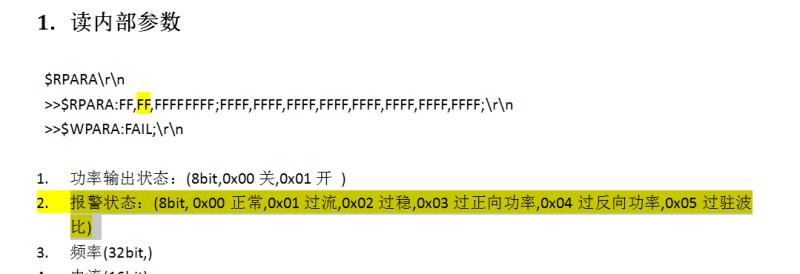 1. 读内部参数
$RPARA\r\n
>>$RPARA:FF,FF,FFFFFFFF;FFFF,FFFF,FFFF,FFFF,FFFF,FFFF,FFFF,FFFF;\r\n
>>$WPARA:FAIL;\r\n
1. 功率输出状态：(8bit,0x00 关,0x01 开 )
2. 报警状态：(8bit, 0x00 正常,0x01 过流,0x02 过稳,0x03 过正向功率,0x04 过反向功率,0x05 过驻波
比)
3. 频率(32bit,)
4. 电流(16bit,)